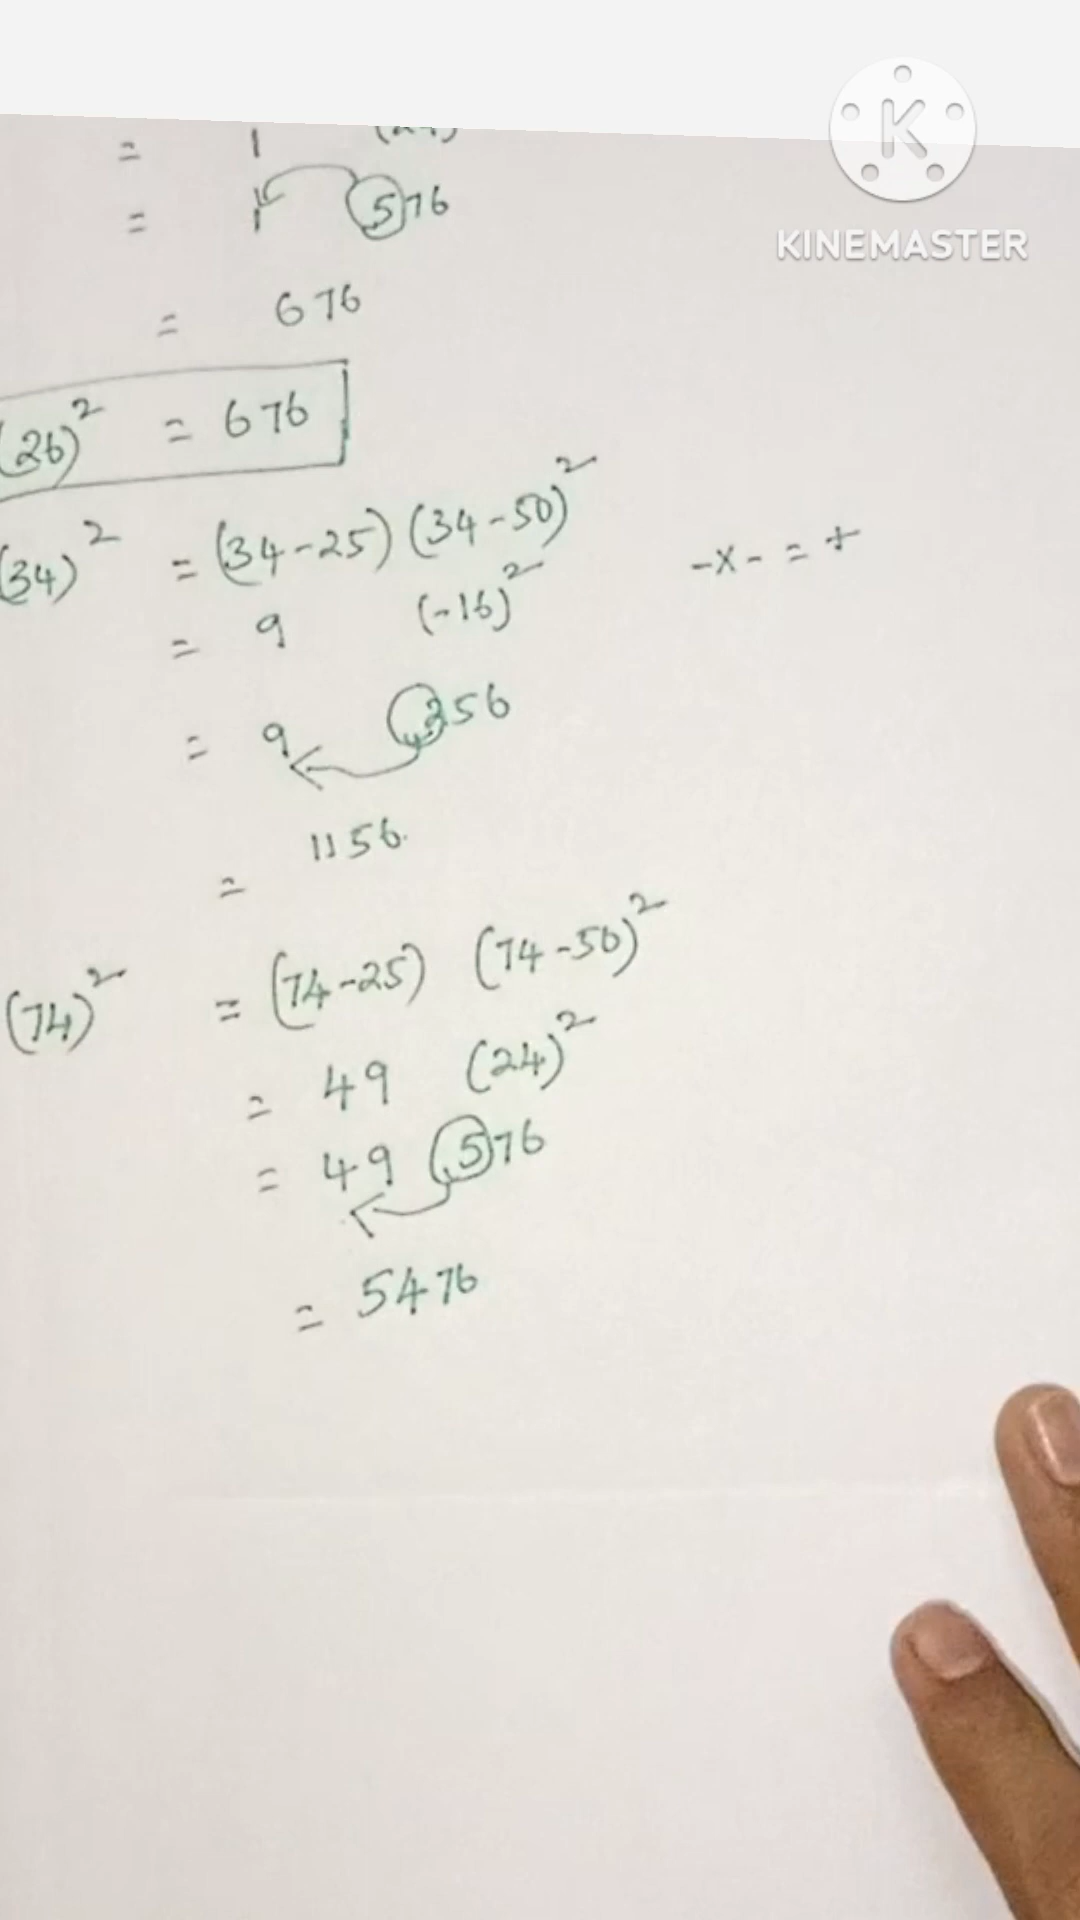 KINEMASTER
= 1
= 1 576
= 676
(26)² = 676
(34)² = (34-25) (34-50)²
= 9 (-16)² -x- = +
= 9 256
= 1156.
(74)² = (74-25) (74-50)²
= 49 (24)²
= 49 576
= 5476